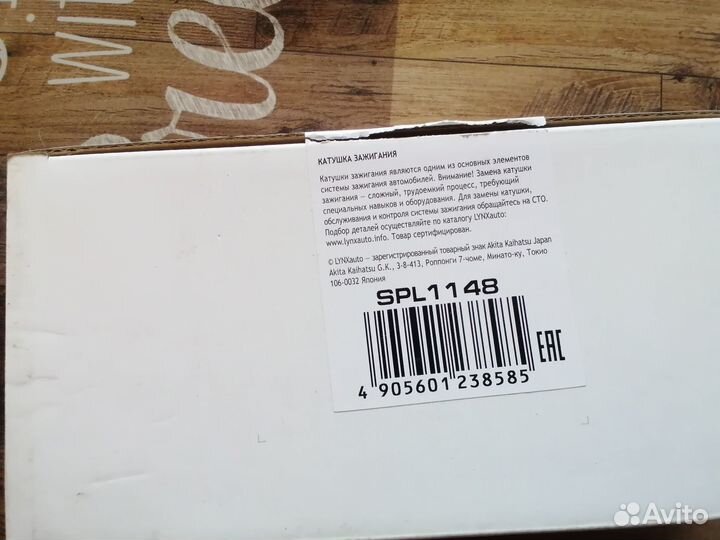 КАТУШКА ЗАЖИГАНИЯ
Катушки зажигания являются одним из основных элементов
системы зажигания автомобилей. Внимание! Замена катушки
зажигания — сложный, трудоемкий процесс, требующий
специальных навыков и оборудования. Для замены катушки,
обслуживания и контроля системы зажигания обращайтесь на СТО.
Подбор деталей осуществляйте по каталогу LYNXauto:
www.lynxauto.info. Товар сертифицирован.
© LYNXauto — зарегистрированный товарный знак Akita Kaihatsu Japan
Akita Kaihatsu G.K., 3-8-413, Роппонги 7-чоме, Минато-ку, Токио
106-0032 Япония
SPL1148
EAC
4 905601 238585
Avito